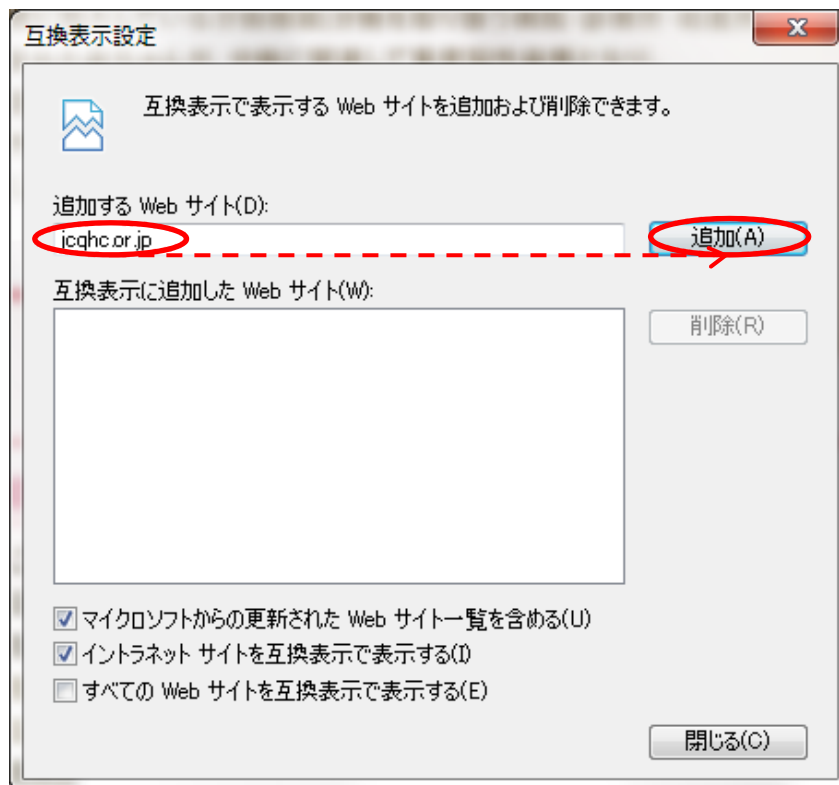 互換表示設定
互換表示で表示する Web サイトを追加および削除できます。
追加する Web サイト(D):
jcqhc.or.jp
追加(A)
互換表示に追加した Web サイト(W):
削除(R)
マイクロソフトからの更新された Web サイト一覧を含める(U)
イントラネット サイトを互換表示で表示する(I)
すべての Web サイトを互換表示で表示する(E)
閉じる(C)